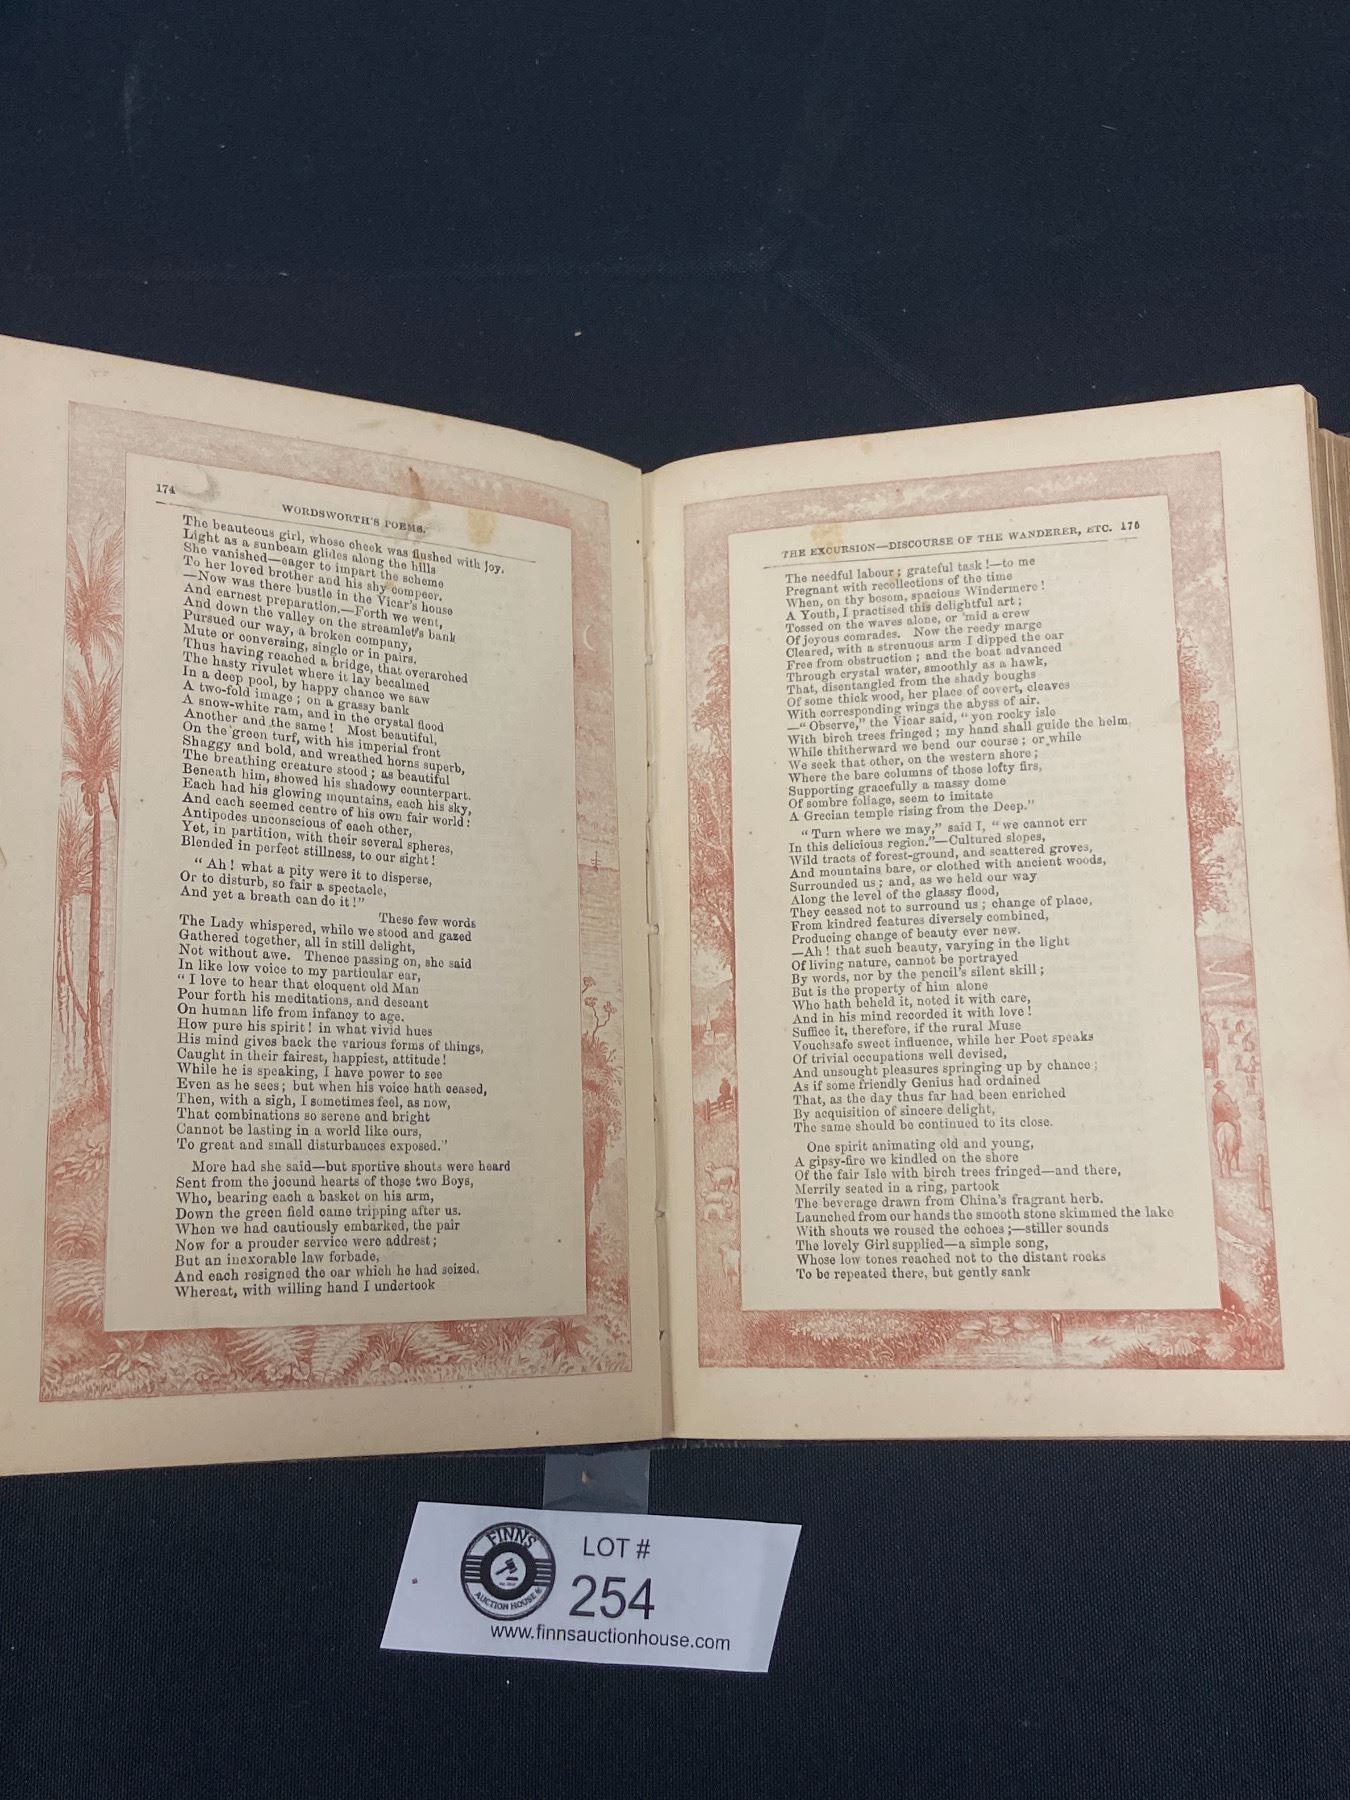 174
WORDSWORTH'S POEMS.
The beauteous girl, whose cheek was flushed with joy,
Light as a sunbeam glides along the hills
She vanished—eager to impart the scheme
To her loved brother and his shy compeer.
—Now was there bustle in the Vicar's house
And earnest preparation.—Forth we went,
And down the valley on the streamlet's bank
Pursued our way, a broken company,
Mute or conversing, single or in pairs.
Thus having reached a bridge, that overarched
The hasty rivulet where it lay becalmed
In a deep pool, by happy chance we saw
A two-fold image; on a grassy bank
A snow-white ram, and in the crystal flood
Another and the same! Most beautiful,
On the green turf, with his imperial front
Shaggy and bold, and wreathed horns superb,
The breathing creature stood; as beautiful
Beneath him, showed his shadowy counterpart.
Each had his glowing mountains, each his sky,
And each seemed centre of his own fair world:
Antipodes unconscious of each other,
Yet, in partition, with their several spheres,
Blended in perfect stillness, to our sight!
"Ah! what a pity were it to disperse,
Or to disturb, so fair a spectacle,
And yet a breath can do it!"
These few words
The Lady whispered, while we stood and gazed
Gathered together, all in still delight,
Not without awe. Thence passing on, she said
In like low voice to my particular ear,
"I love to hear that eloquent old Man
Pour forth his meditations, and descant
On human life from infancy to age.
How pure his spirit! in what vivid hues
His mind gives back the various forms of things,
Caught in their fairest, happiest, attitude!
While he is speaking, I have power to see
Even as he sees; but when his voice hath ceased,
Then, with a sigh, I sometimes feel, as now,
That combinations so serene and bright
Cannot be lasting in a world like ours,
To great and small disturbances exposed."
More had she said—but sportive shouts were heard
Sent from the jocund hearts of those two Boys,
Who, bearing each a basket on his arm,
Down the green field came tripping after us.
When we had cautiously embarked, the pair
Now for a prouder service were addrest;
But an inexorable law forbade,
And each resigned the oar which he had seized.
Whereat, with willing hand I undertook
THE EXCURSION—DISCOURSE OF THE WANDERER, ETC. 175
The needful labour; grateful task!—to me
Pregnant with recollections of the time
When, on thy bosom, spacious Windermere!
A Youth, I practised this delightful art;
Tossed on the waves alone, or 'mid a crew
Of joyous comrades. Now the reedy marge
Cleared, with a strenuous arm I dipped the oar
Free from obstruction; and the boat advanced
Through crystal water, smoothly as a hawk,
That, disentangled from the shady boughs
Of some thick wood, her place of covert, cleaves
With corresponding wings the abyss of air.
—"Observe," the Vicar said, "yon rocky isle
With birch trees fringed; my hand shall guide the helm,
While thitherward we bend our course; or while
We seek that other, on the western shore;
Where the bare columns of those lofty firs,
Supporting gracefully a massy dome
Of sombre foliage, seem to imitate
A Grecian temple rising from the Deep."
"Turn where we may," said I, "we cannot err
In this delicious region."—Cultured slopes,
Wild tracts of forest-ground, and scattered groves,
And mountains bare, or clothed with ancient woods,
Surrounded us; and, as we held our way
Along the level of the glassy flood,
They ceased not to surround us; change of place,
From kindred features diversely combined,
Producing change of beauty ever new.
—Ah! that such beauty, varying in the light
Of living nature, cannot be portrayed
By words, nor by the pencil's silent skill;
But is the property of him alone
Who hath beheld it, noted it with care,
And in his mind recorded it with love!
Suffice it, therefore, if the rural Muse
Vouchsafe sweet influence, while her Poet speaks
Of trivial occupations well devised,
And unsought pleasures springing up by chance;
As if some friendly Genius had ordained
That, as the day thus far had been enriched
By acquisition of sincere delight,
The same should be continued to its close.
One spirit animating old and young,
A gipsy-fire we kindled on the shore
Of the fair Isle with birch trees fringed—and there,
Merrily seated in a ring, partook
The beverage drawn from China's fragrant herb.
Launched from our hands the smooth stone skimmed the lake
With shouts we roused the echoes;—stiller sounds
The lovely Girl supplied—a simple song,
Whose low tones reached not to the distant rocks
To be repeated there, but gently sank
FINNS
AUCTION HOUSE
LOT #
254
www.finnsauctionhouse.com